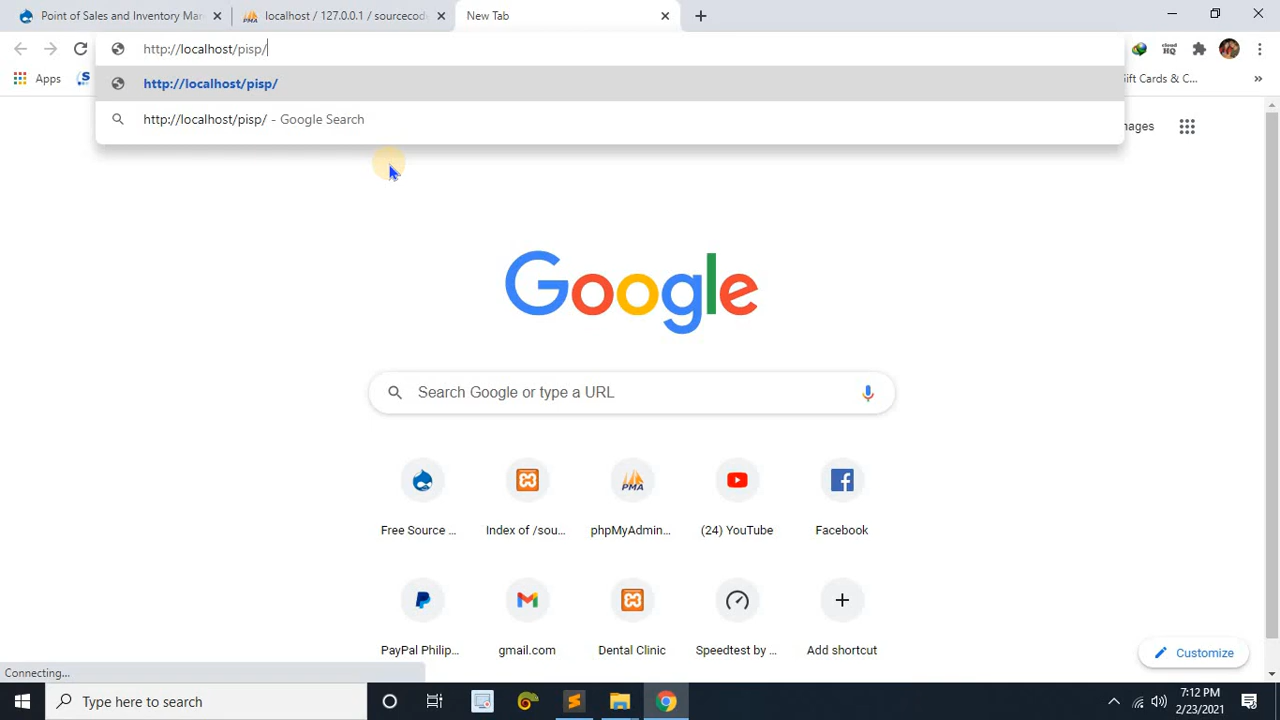 Point of Sales and Inventory Mar
localhost / 127.0.0.1 / sourcecod
New Tab
http://localhost/pisp/
Apps
Gift Cards & C...
»
http://localhost/pisp/
http://localhost/pisp/ - Google Search
mages
Google
Search Google or type a URL
PMA
Free Source ...
Index of /sou...
phpMyAdmin...
(24) YouTube
Facebook
PayPal Philip...
gmail.com
Dental Clinic
Speedtest by ...
Add shortcut
Customize
Connecting...
Type here to search
7:12 PM
2/23/2021